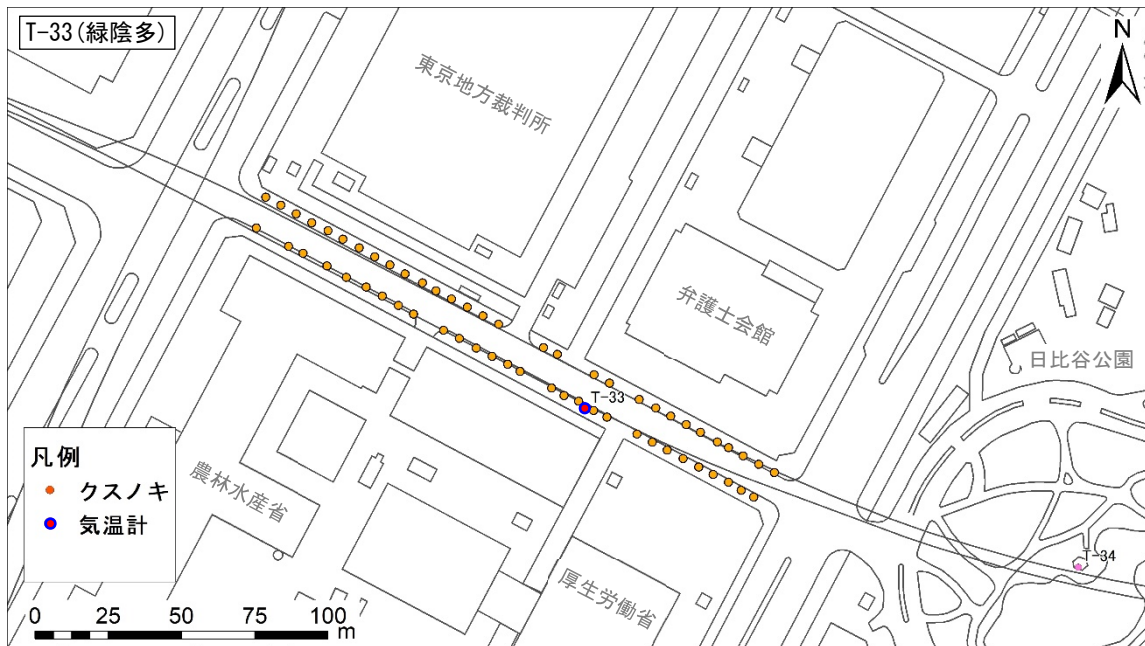 T-33(緑陰多)
N
東京地方裁判所
弁護士会館
日比谷公園
T-33
凡例
クスノキ
気温計
農林水産省
厚生労働省
T-34
0 25 50 75 100
m